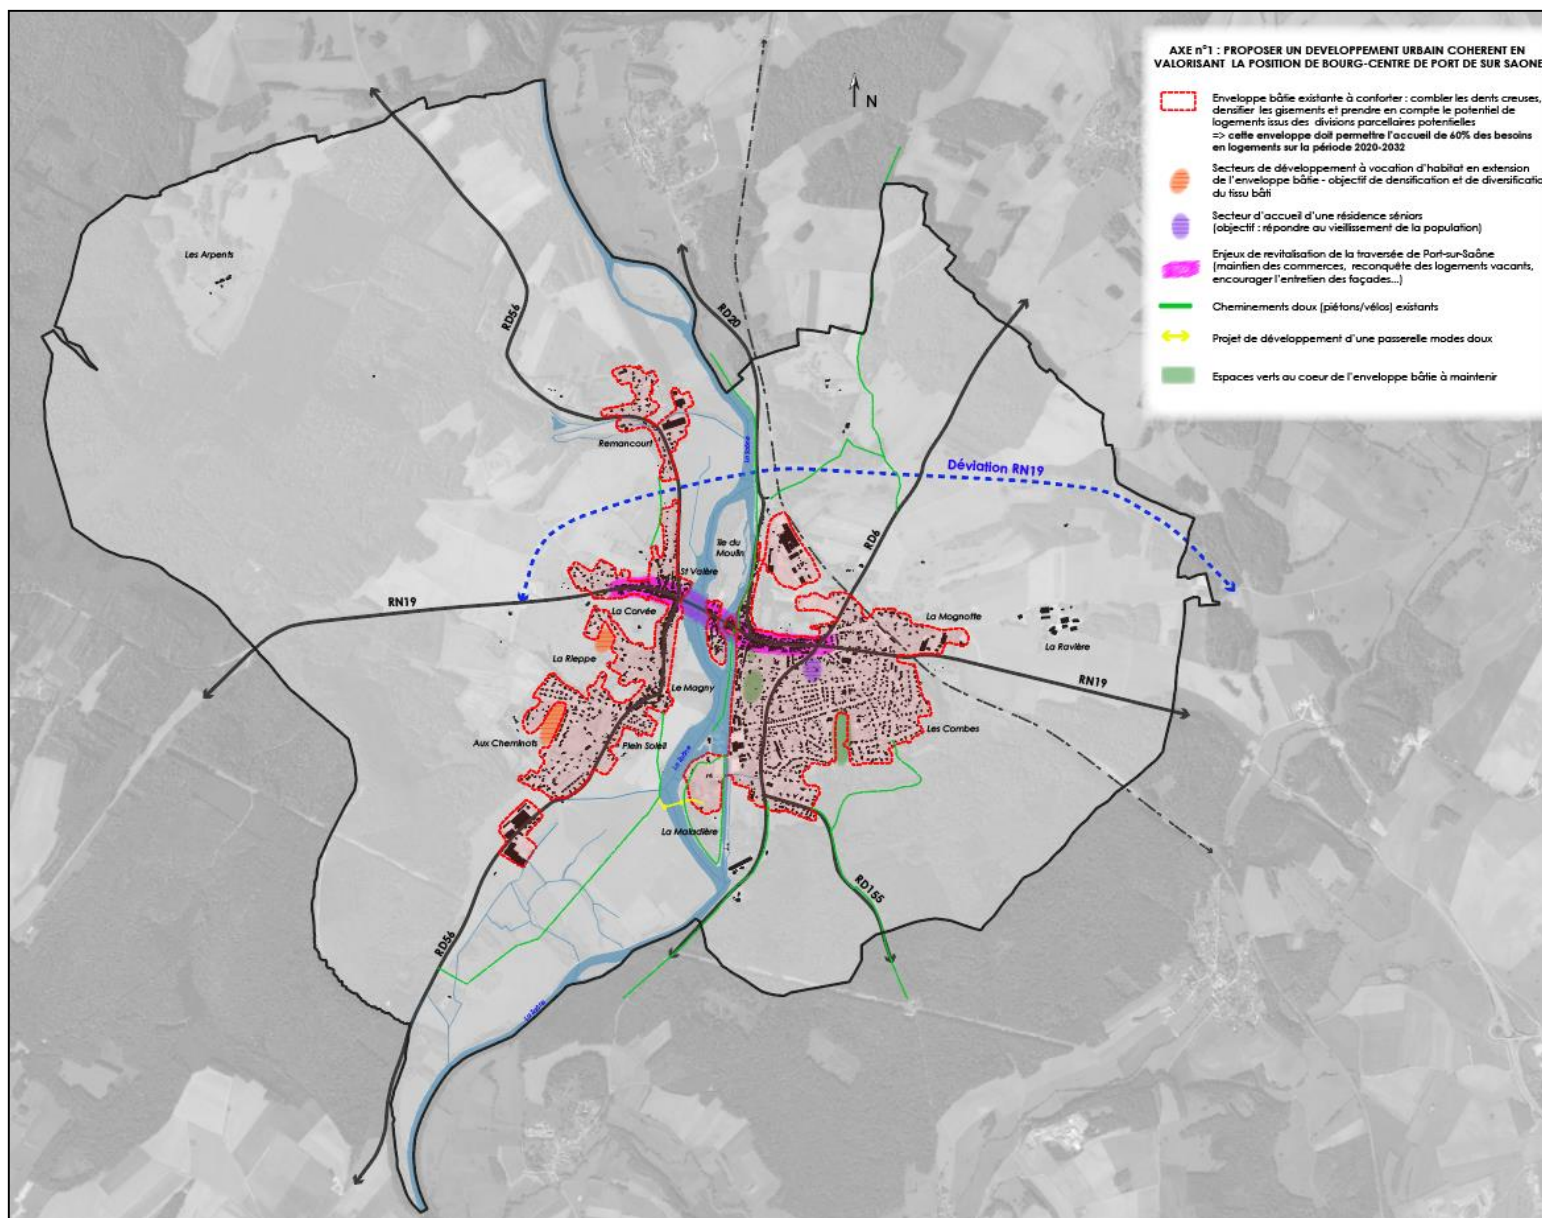 AXE n°1 : PROPOSER UN DEVELOPPEMENT URBAIN COHERENT EN
VALORISANT LA POSITION DE BOURG-CENTRE DE PORT DE SUR SAONE
Enveloppe bâtie existante à conforter : combler les dents creuses,
densifier les gisements et prendre en compte le potentiel de
logements issus des divisions parcellaires potentielles
=> cette enveloppe doit permettre l'accueil de 60% des besoins
en logements sur la période 2020-2032
Secteurs de développement à vocation d'habitat en extension
de l'enveloppe bâtie - objectif de densification et de diversificatio
du tissu bâti
Secteur d'accueil d'une résidence séniors
(objectif : répondre au vieillissement de la population)
Enjeux de revitalisation de la traversée de Port-sur-Saône
(maintien des commerces, reconquête des logements vacants,
encourager l'entretien des façades...)
Cheminements doux (piétons/vélos) existants
Projet de développement d'une passerelle modes doux
Espaces verts au coeur de l'enveloppe bâtie à maintenir
N
Les Arpents
RD56
RD20
Remancourt
La Saône
Déviation RN19
Ile du
Moulin
RD6
St Valère
RN19
La Corvée
La Mognotte
La Ravière
La Rieppe
Le Magny
RN19
Les Combes
Aux Cheminots
Plein Soleil
La Saône
La Maladière
RD155
RD56
La Saône